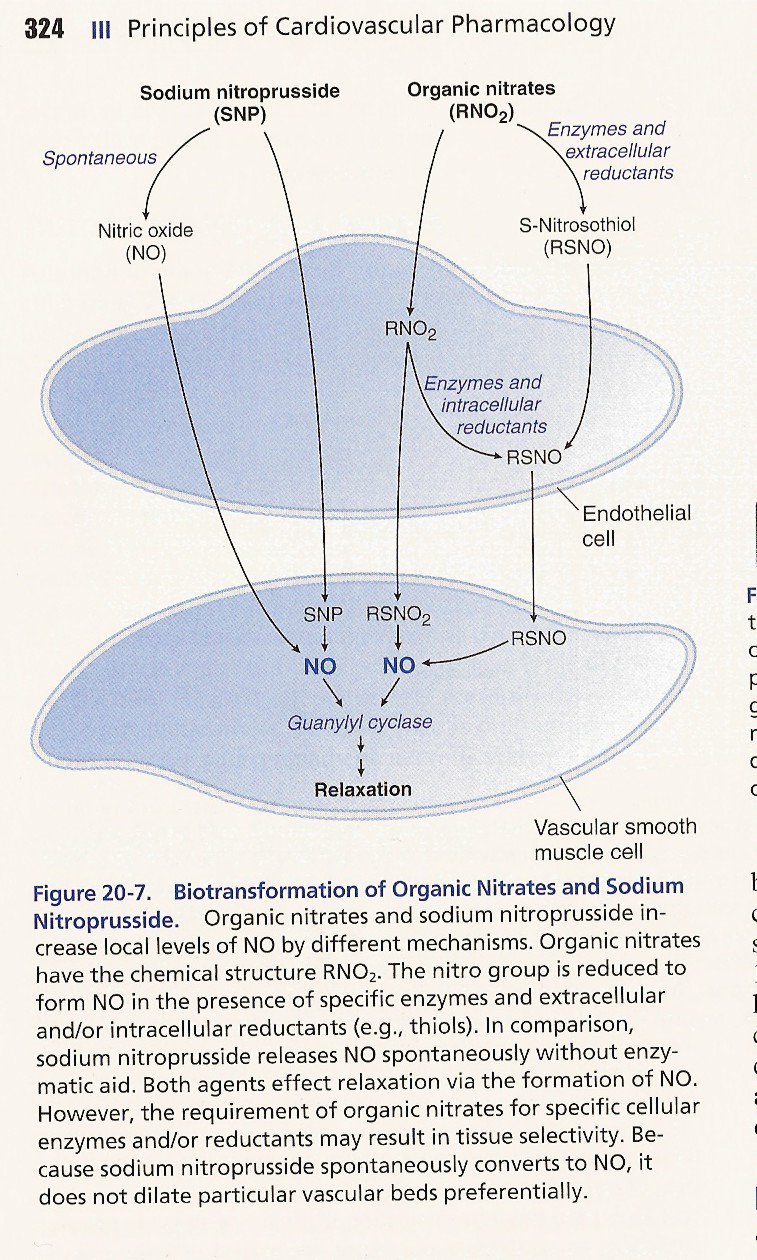 324 III Principles of Cardiovascular Pharmacology
Sodium nitroprusside
(SNP)
Organic nitrates
(RNO₂)
Spontaneous
Enzymes and
extracellular
reductants
Nitric oxide
(NO)
S-Nitrosothiol
(RSNO)
RNO₂
Enzymes and
intracellular
reductants
RSNO
Endothelial
cell
SNP
RSNO₂
RSNO
NO
NO
Guanylyl cyclase
Relaxation
Vascular smooth
muscle cell
Figure 20-7. Biotransformation of Organic Nitrates and Sodium
Nitroprusside. Organic nitrates and sodium nitroprusside in-
crease local levels of NO by different mechanisms. Organic nitrates
have the chemical structure RNO₂. The nitro group is reduced to
form NO in the presence of specific enzymes and extracellular
and/or intracellular reductants (e.g., thiols). In comparison,
sodium nitroprusside releases NO spontaneously without enzy-
matic aid. Both agents effect relaxation via the formation of NO.
However, the requirement of organic nitrates for specific cellular
enzymes and/or reductants may result in tissue selectivity. Be-
cause sodium nitroprusside spontaneously converts to NO, it
does not dilate particular vascular beds preferentially.